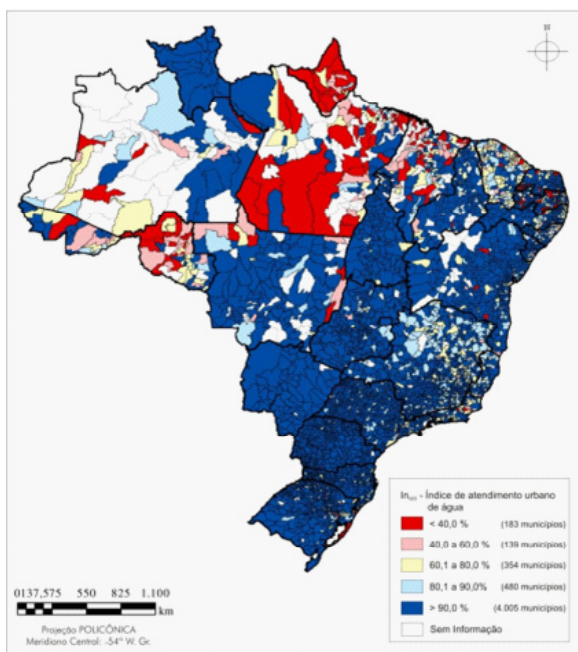 N
In₀₂₃ - Índice de atendimento urbano
de água
< 40,0 % (183 municípios)
40,0 a 60,0 % (139 municípios)
60,1 a 80,0 % (354 municípios)
80,1 a 90,0% (480 municípios)
> 90,0 % (4.005 municípios)
Sem Informação
0137,575 550 825 1.100
km
Projeção POLICÔNICA
Meridiano Central: -54° W. Gr.